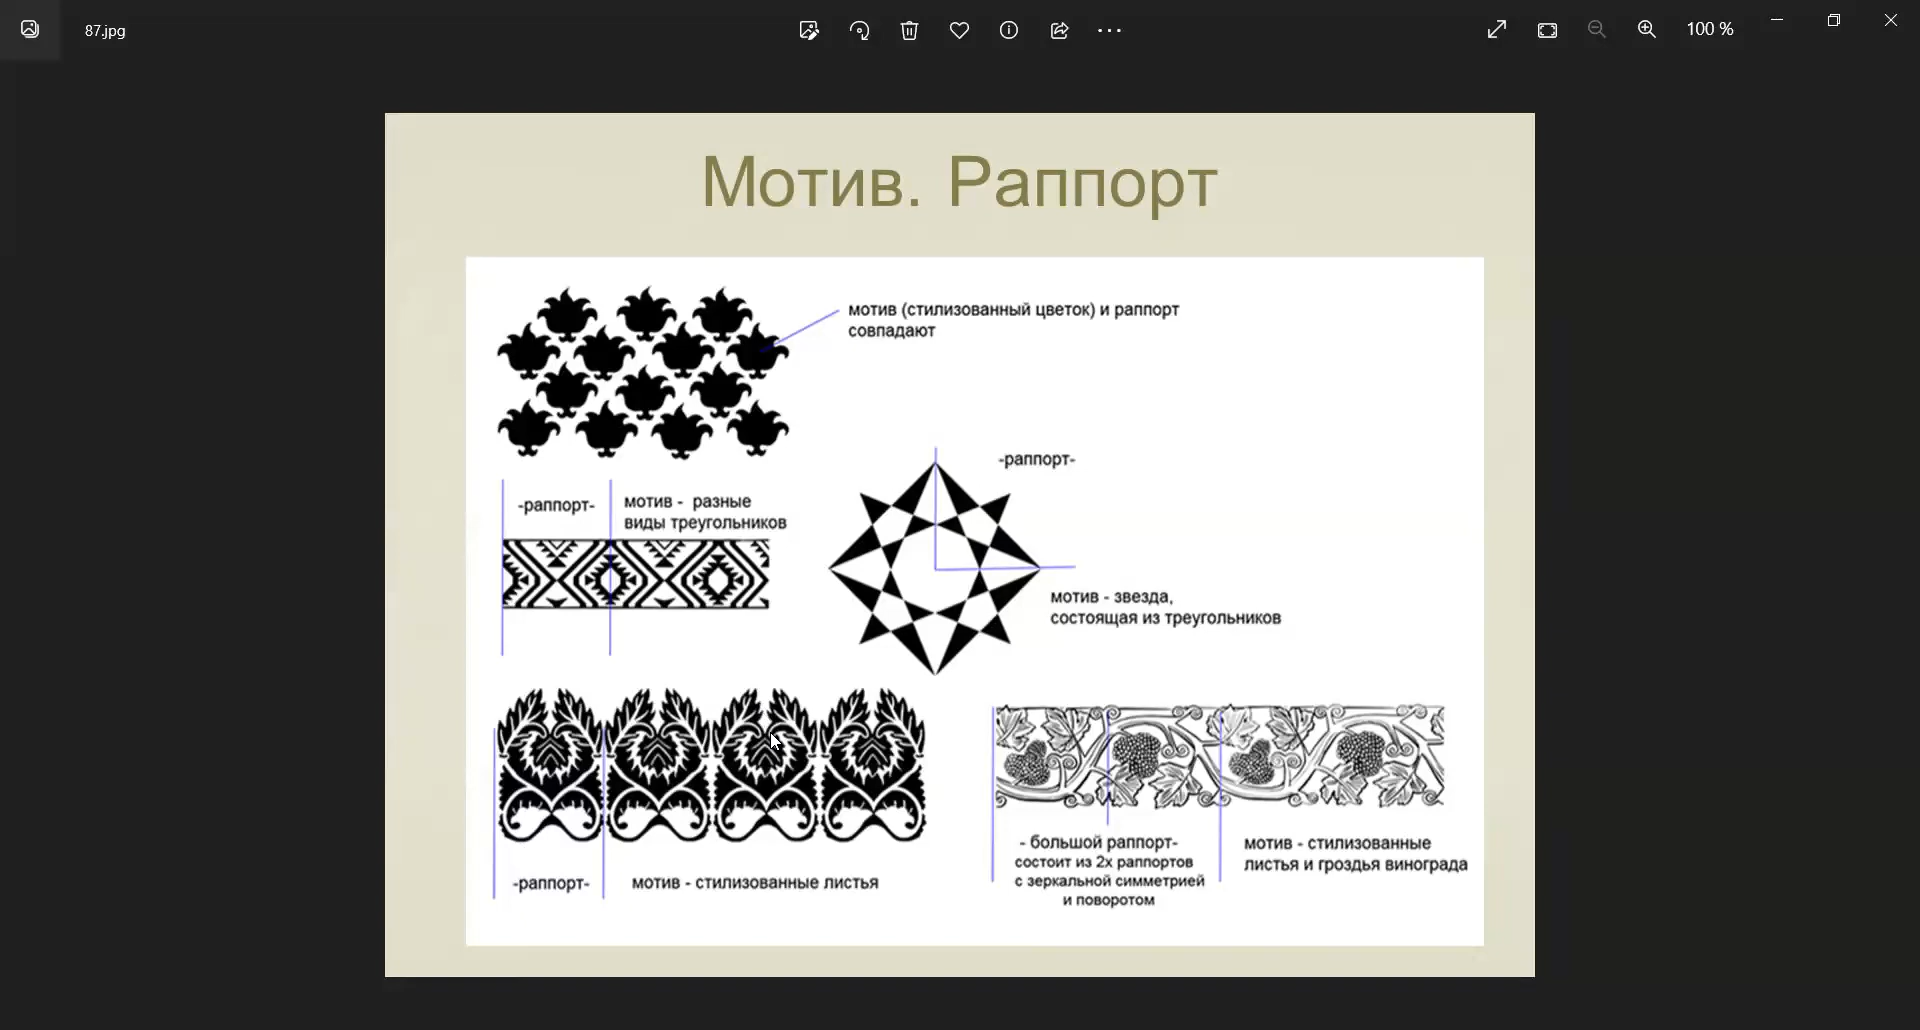 87.jpg
100 %
Мотив. Раппорт
мотив (стилизованный цветок) и раппорт
совпадают
-раппорт-
-раппорт-
мотив - разные
виды треугольников
мотив - звезда,
состоящая из треугольников
- большой раппорт-
состоит из 2х раппортов
с зеркальной симметрией
и поворотом
мотив - стилизованные
листья и гроздья винограда
-раппорт-
мотив - стилизованные листья